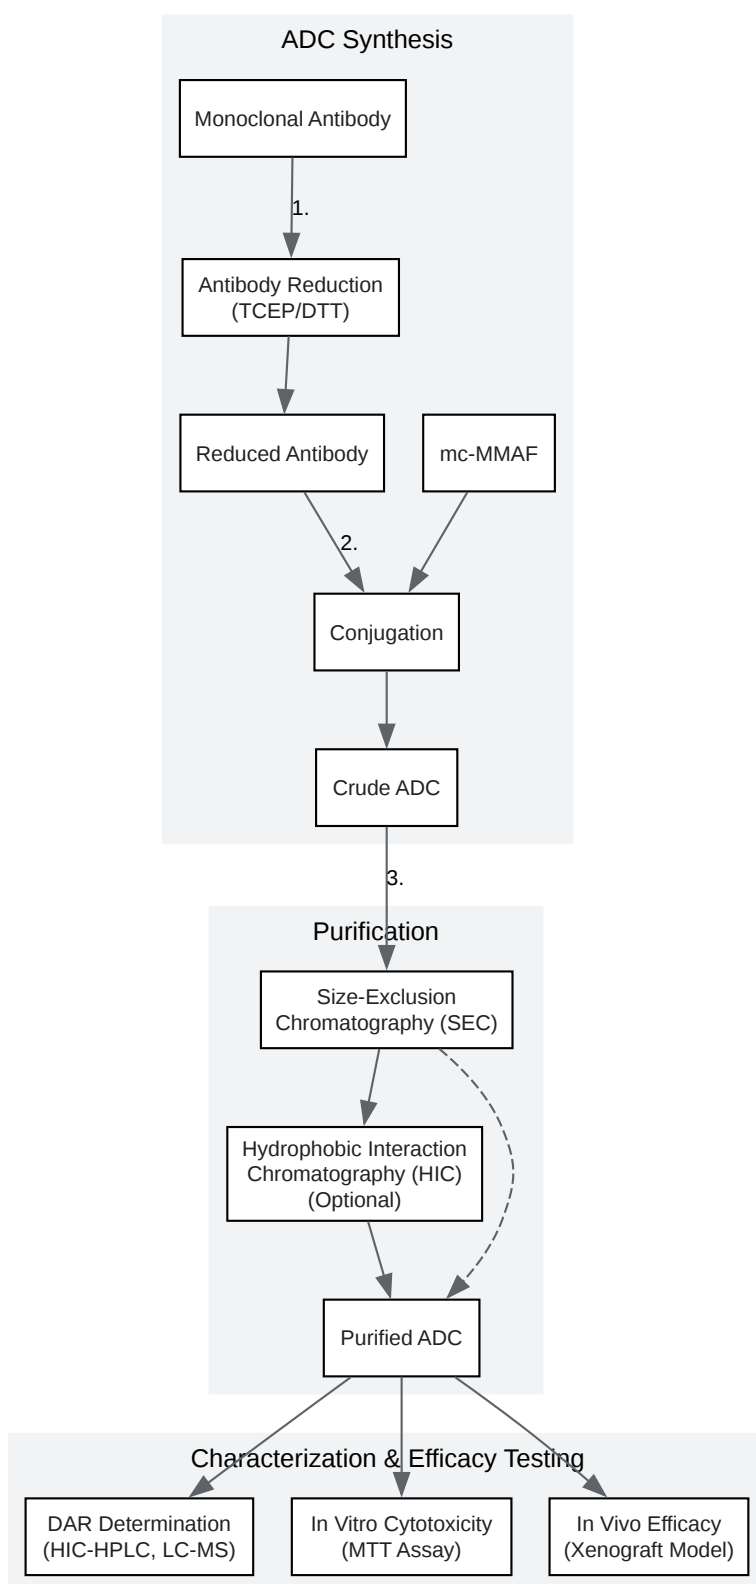 ADC Synthesis
Monoclonal Antibody
1.
Antibody Reduction
(TCEP/DTT)
Reduced Antibody
mc-MMAF
2.
Conjugation
Crude ADC
3.
Purification
Size-Exclusion
Chromatography (SEC)
Hydrophobic Interaction
Chromatography (HIC)
(Optional)
Purified ADC
Characterization & Efficacy Testing
DAR Determination
(HIC-HPLC, LC-MS)
In Vitro Cytotoxicity
(MTT Assay)
In Vivo Efficacy
(Xenograft Model)